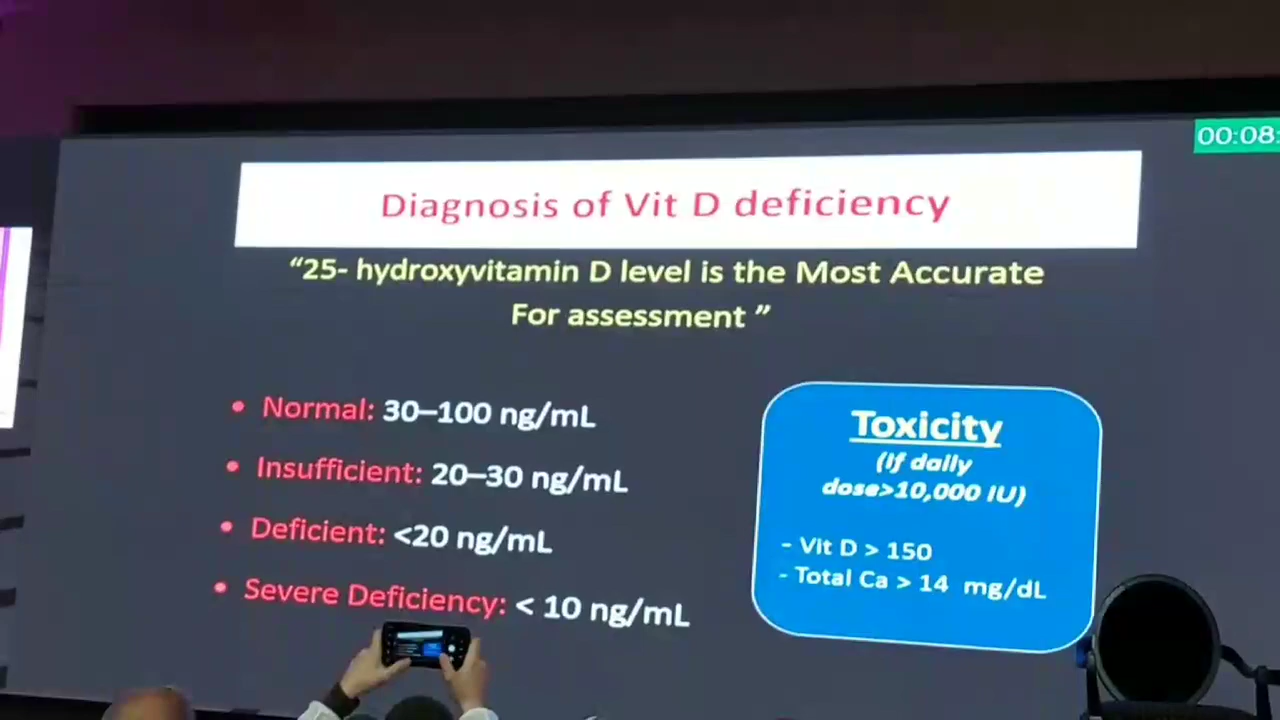 00:08:
Diagnosis of Vit D deficiency
“25- hydroxyvitamin D level is the Most Accurate
For assessment ”
• Normal: 30–100 ng/mL
• Insufficient: 20–30 ng/mL
• Deficient: <20 ng/mL
• Severe Deficiency: < 10 ng/mL
Toxicity
(If daily
dose>10,000 IU)
- Vit D > 150
- Total Ca > 14 mg/dL